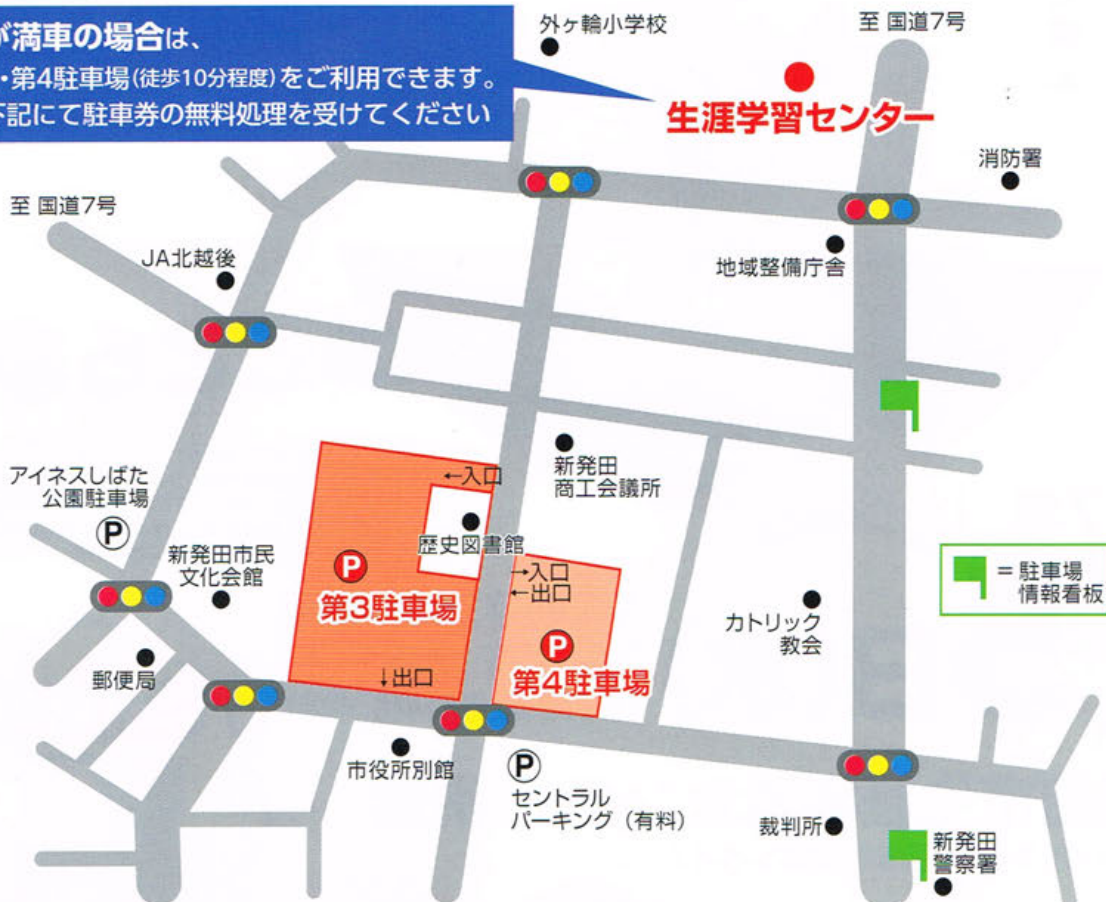 が満車の場合は、
・第4駐車場(徒歩10分程度)をご利用できます。
下記にて駐車券の無料処理を受けてください
外ヶ輪小学校
至 国道7号
生涯学習センター
消防署
至 国道7号
JA北越後
地域整備庁舎
アイネスしばた
公園駐車場
P
新発田市民
文化会館
←入口
歴史図書館
新発田
商工会議所
P
第3駐車場
→入口
←出口
P
第4駐車場
↓出口
カトリック
教会
=駐車場
情報看板
郵便局
市役所別館
P
セントラル
パーキング(有料)
裁判所
新発田
警察署